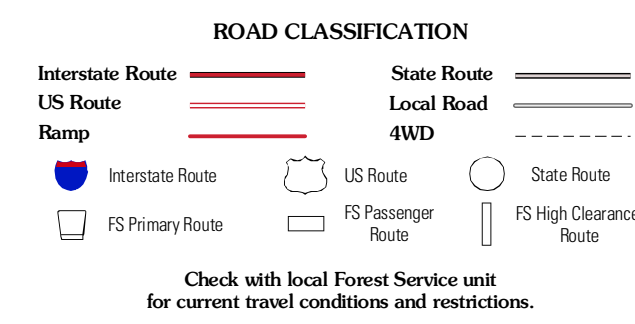 ROAD CLASSIFICATION
Interstate Route
State Route
US Route
Local Road
Ramp
4WD
Interstate Route
US Route
State Route
FS Primary Route
FS Passenger
Route
FS High Clearance
Route
Check with local Forest Service unit
for current travel conditions and restrictions.